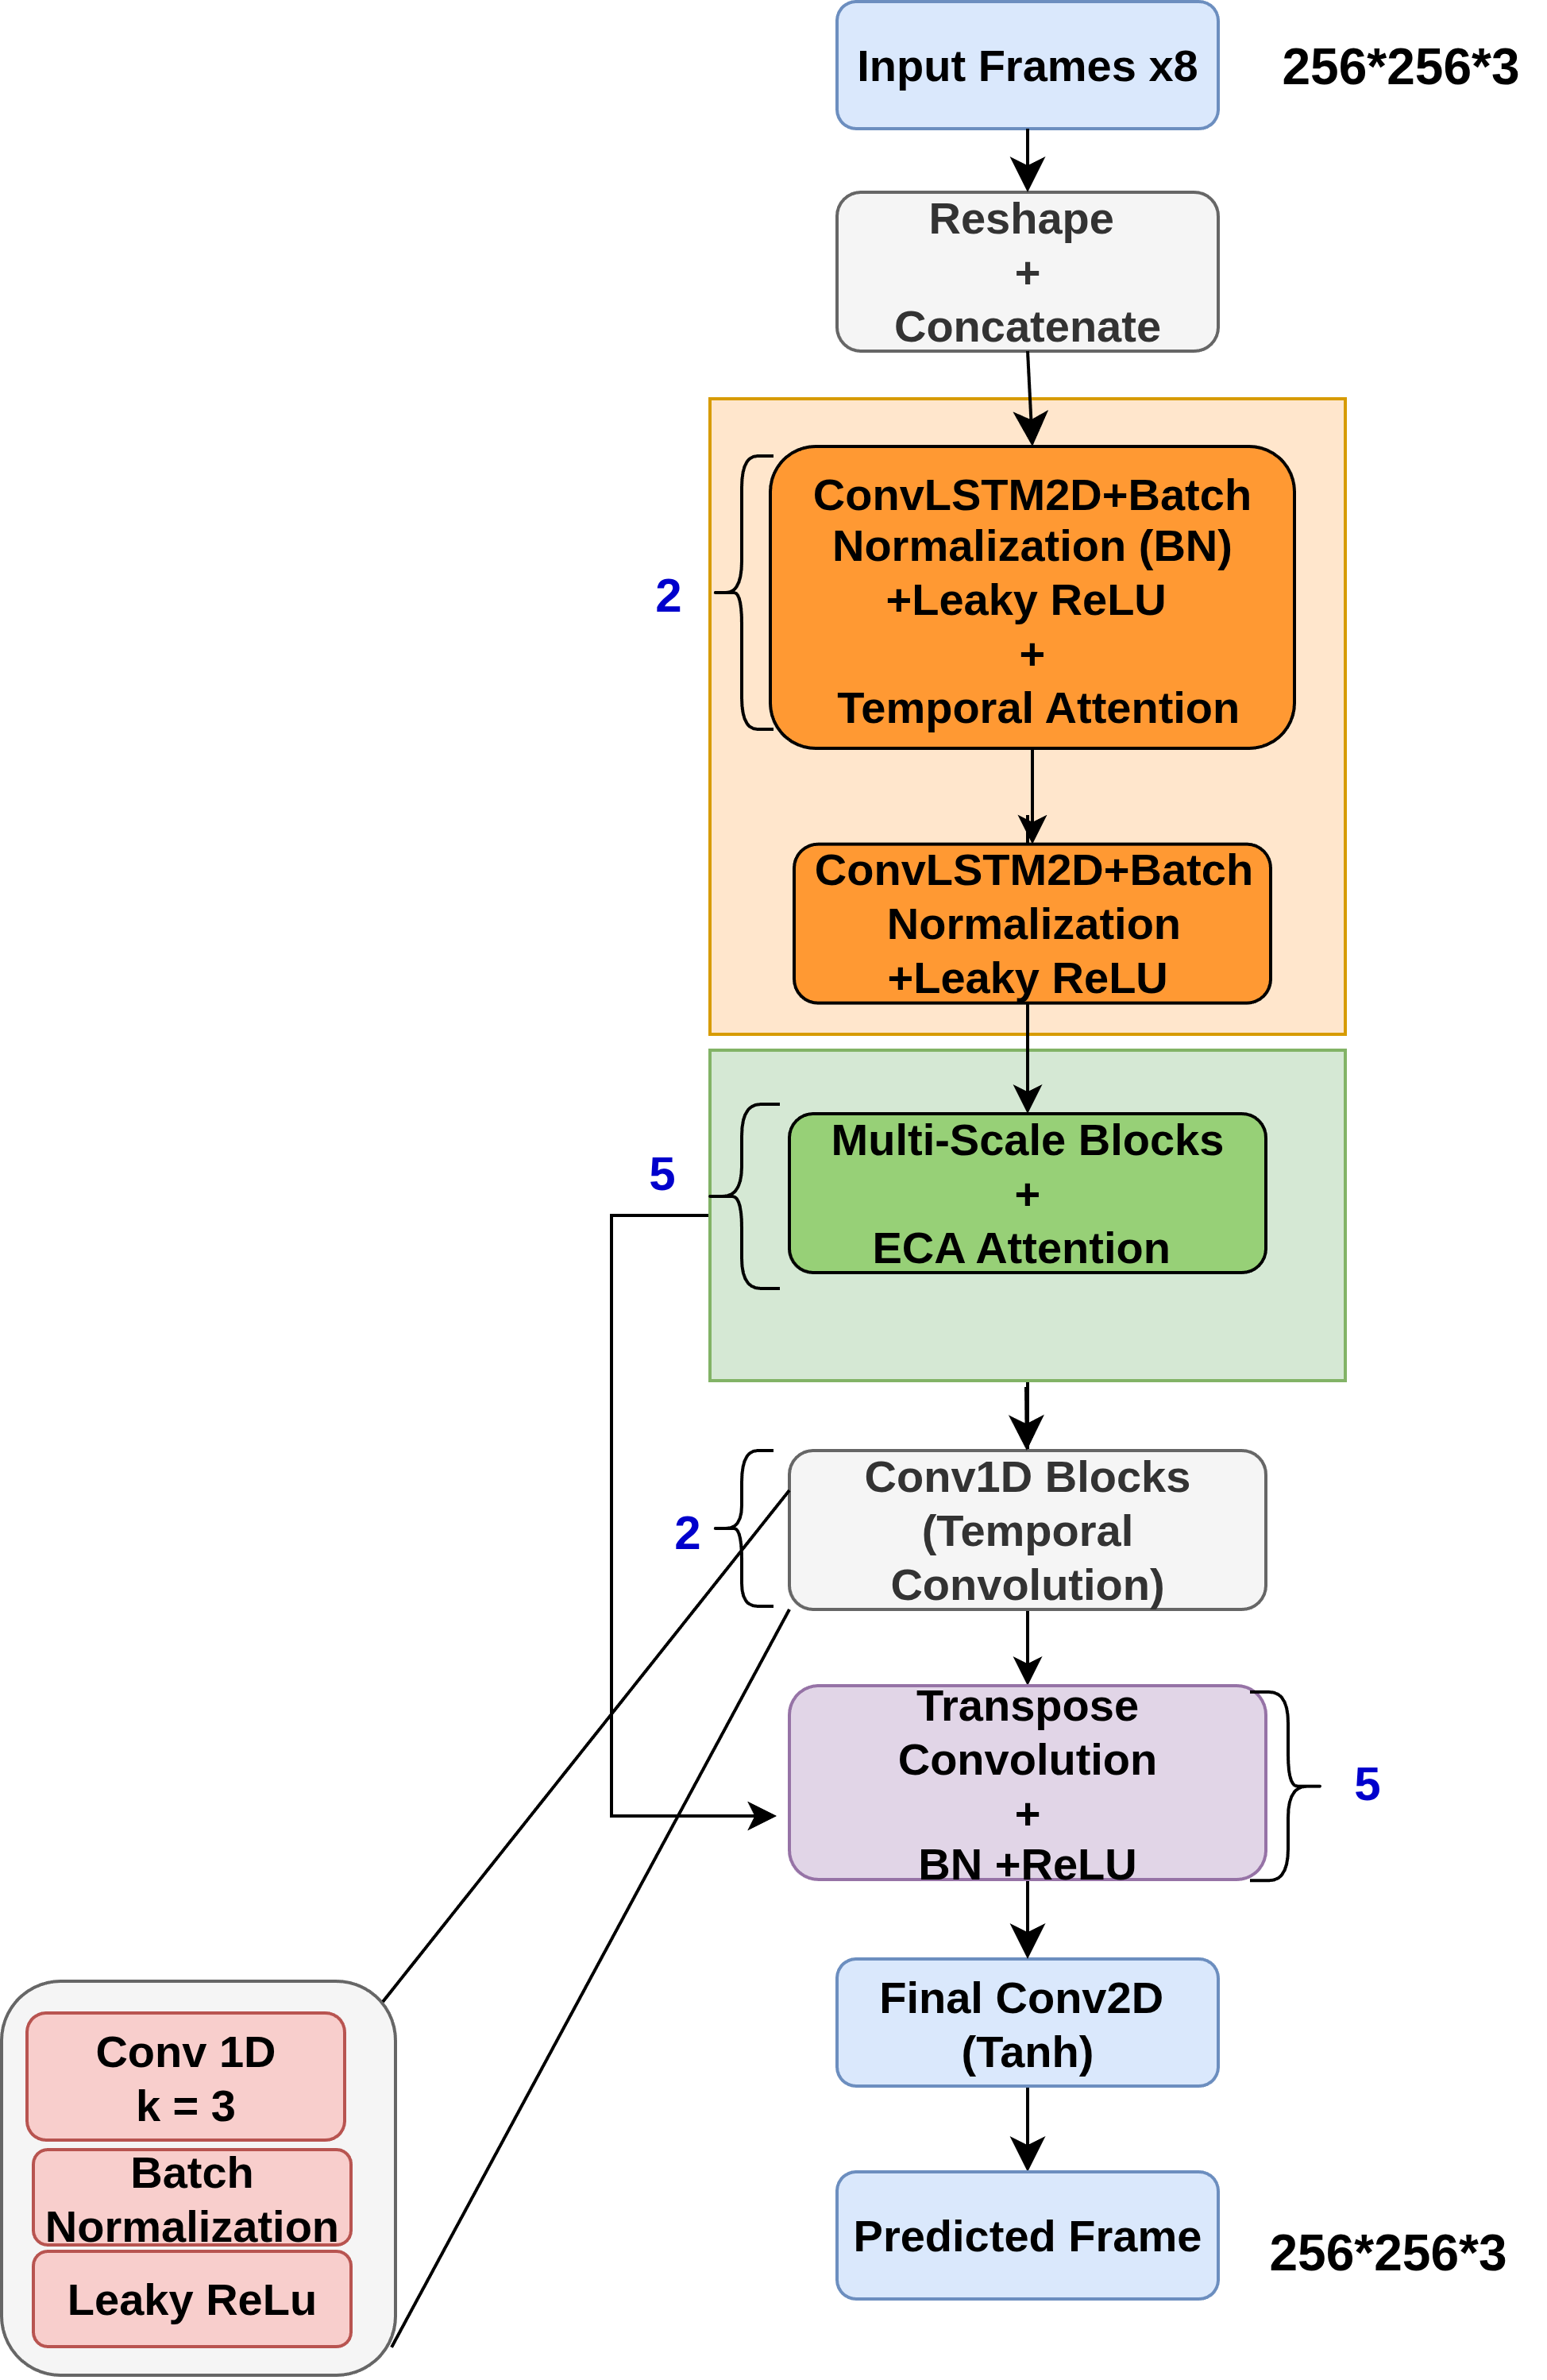 Input Frames x8
256*256*3
Reshape
+
Concatenate
ConvLSTM2D+Batch
Normalization (BN)
+Leaky ReLU
+
Temporal Attention
2
ConvLSTM2D+Batch
Normalization
+Leaky ReLU
Multi-Scale Blocks
+
ECA Attention
5
Conv1D Blocks
(Temporal
Convolution)
2
Transpose
Convolution
+
BN +ReLU
5
Final Conv2D
(Tanh)
Conv 1D
k = 3
Batch
Normalization
Leaky ReLu
Predicted Frame
256*256*3